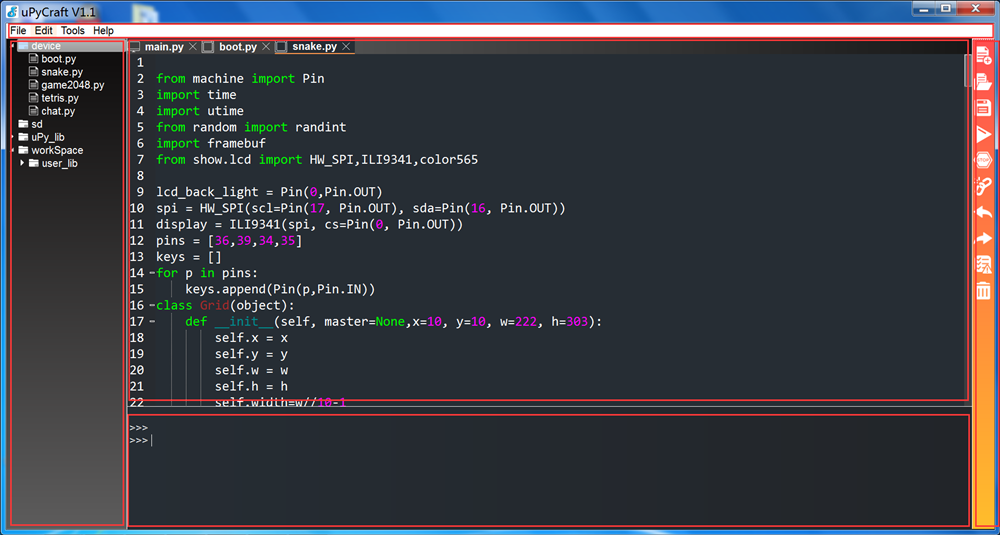 uPyCraft V1.1
File Edit Tools Help
device
boot.py
snake.py
game2048.py
tetris.py
chat.py
sd
uPy_lib
workSpace
user_lib
main.py boot.py snake.py
1
2 from machine import Pin
3 import time
4 import utime
5 from random import randint
6 import framebuf
7 from show.lcd import HW_SPI,ILI9341,color565
8
9 lcd_back_light = Pin(0,Pin.OUT)
10 spi = HW_SPI(scl=Pin(17, Pin.OUT), sda=Pin(16, Pin.OUT))
11 display = ILI9341(spi, cs=Pin(0, Pin.OUT))
12 pins = [36,39,34,35]
13 keys = []
14 for p in pins:
15 keys.append(Pin(p,Pin.IN))
16 class Grid(object):
17 def __init__(self, master=None,x=10, y=10, w=222, h=303):
18 self.x = x
19 self.y = y
20 self.w = w
21 self.h = h
22 self.width=w//10-1
>>>
>>>
STOP